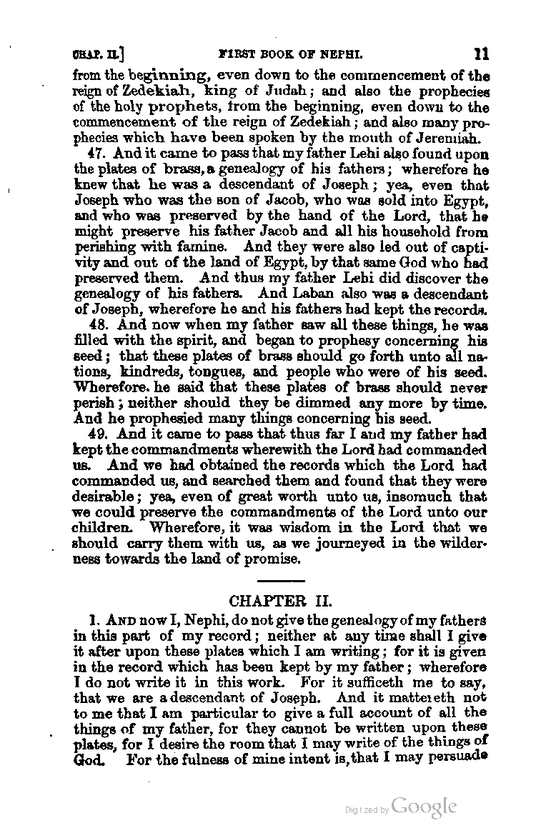 CHAP. II.] FIRST BOOK OF NEPHI. 11
from the beginning, even down to the commencement of the
reign of Zedekiah, king of Judah; and also the prophecies
of the holy prophets, from the beginning, even down to the
commencement of the reign of Zedekiah; and also many pro-
phecies which have been spoken by the mouth of Jeremiah.
47. And it came to pass that my father Lehi also found upon
the plates of brass, a genealogy of his fathers; wherefore he
knew that he was a descendant of Joseph; yea, even that
Joseph who was the son of Jacob, who was sold into Egypt,
and who was preserved by the hand of the Lord, that he
might preserve his father Jacob and all his household from
perishing with famine. And they were also led out of capti-
vity and out of the land of Egypt, by that same God who had
preserved them. And thus my father Lehi did discover the
genealogy of his fathers. And Laban also was a descendant
of Joseph, wherefore he and his fathers had kept the records.
48. And now when my father saw all these things, he was
filled with the spirit, and began to prophesy concerning his
seed; that these plates of brass should go forth unto all na-
tions, kindreds, tongues, and people who were of his seed.
Wherefore. he said that these plates of brass should never
perish; neither should they be dimmed any more by time.
And he prophesied many things concerning his seed.
49. And it came to pass that thus far I and my father had
kept the commandments wherewith the Lord had commanded
us. And we had obtained the records which the Lord had
commanded us, and searched them and found that they were
desirable; yea, even of great worth unto us, insomuch that
we could preserve the commandments of the Lord unto our
children. Wherefore, it was wisdom in the Lord that we
should carry them with us, as we journeyed in the wilder-
ness towards the land of promise.
CHAPTER II.
1. AND now I, Nephi, do not give the genealogy of my fathers
in this part of my record; neither at any time shall I give
it after upon these plates which I am writing; for it is given
in the record which has been kept by my father; wherefore
I do not write it in this work. For it sufficeth me to say,
that we are a descendant of Joseph. And it mattereth not
to me that I am particular to give a full account of all the
things of my father, for they cannot be written upon these
plates, for I desire the room that I may write of the things of
God. For the fulness of mine intent is, that I may persuade
Digitized by Google